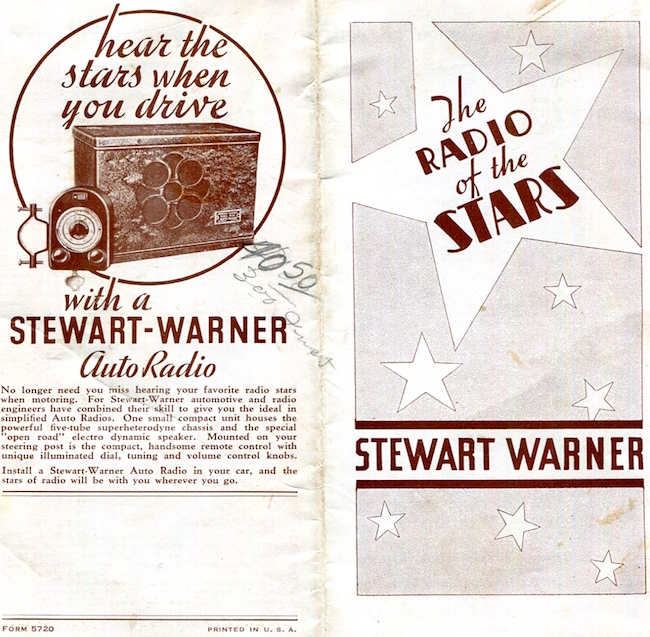 hear the
stars when
you drive
with a
STEWART-WARNER
Auto Radio
No longer need you miss hearing your favorite radio stars
when motoring. For Stewart-Warner automotive and radio
engineers have combined their skill to give you the ideal in
simplified Auto Radios. One small compact unit houses the
powerful five-tube superheterodyne chassis and the special
"open road" electro dynamic speaker. Mounted on your
steering post is the compact, handsome remote control with
unique illuminated dial, tuning and volume control knobs.
Install a Stewart-Warner Auto Radio in your car, and the
stars of radio will be with you wherever you go.
FORM 5720
PRINTED IN U. S. A.
4050
The
RADIO
of the
STARS
STEWART WARNER